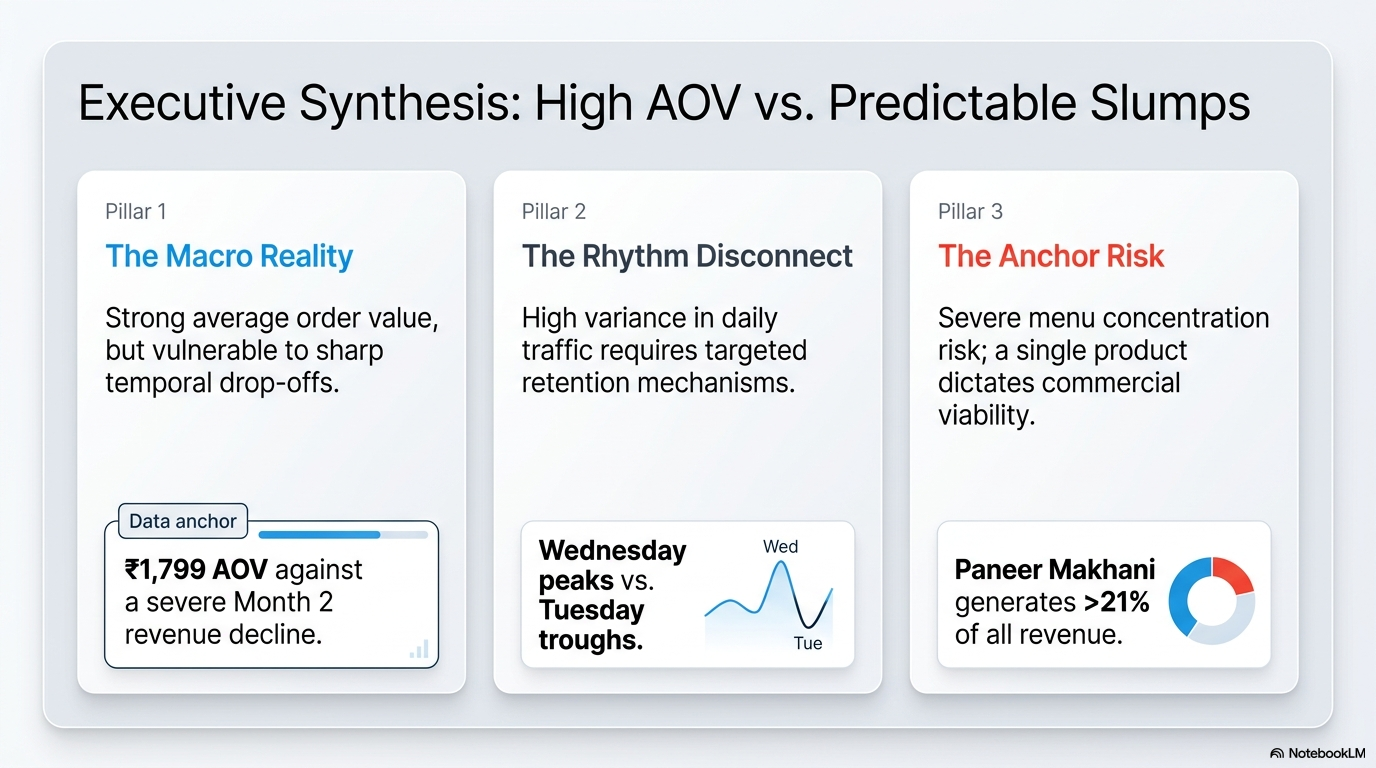 Executive Synthesis: High AOV vs. Predictable Slumps
Pillar 1
The Macro Reality
Strong average order value,
but vulnerable to sharp
temporal drop-offs.
Data anchor
₹1,799 AOV against
a severe Month 2
revenue decline.
Pillar 2
The Rhythm Disconnect
High variance in daily
traffic requires targeted
retention mechanisms.
Wednesday
peaks vs.
Tuesday
troughs.
Wed
Tue
Pillar 3
The Anchor Risk
Severe menu concentration
risk; a single product
dictates commercial
viability.
Paneer Makhani
generates >21%
of all revenue.
NotebookLM